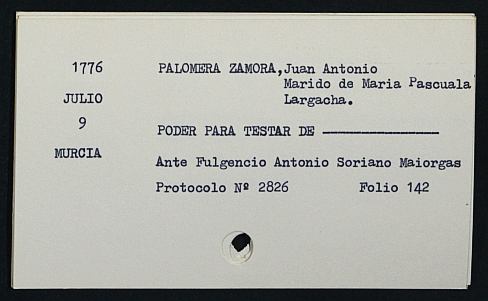 1776 PALOMERA ZAMORA,Juan Antonio
Marido de Maria Pascuala
JULIO Largacha.
9
PODER PARA TESTAR DE ----------------
MURCIA
Ante Fulgencio Antonio Soriano Maiorgas
Protocolo Nº 2826 Folio 142